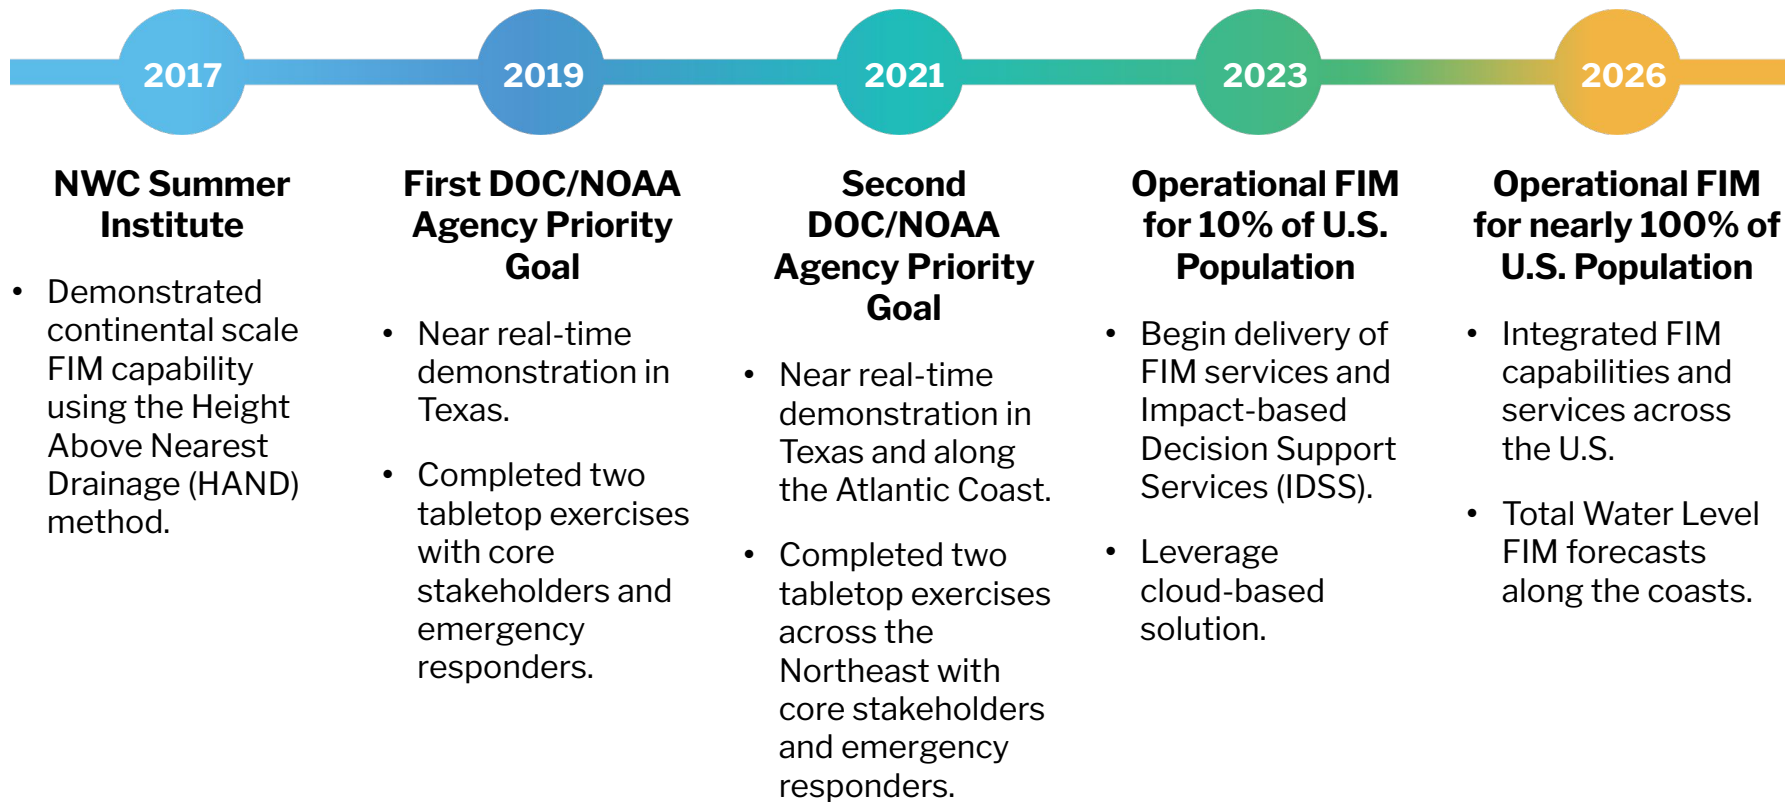 2017
NWC Summer
Institute
• Demonstrated
continental scale
FIM capability
using the Height
Above Nearest
Drainage (HAND)
method.
2019
First DOC/NOAA
Agency Priority
Goal
• Near real-time
demonstration in
Texas.
• Completed two
tabletop exercises
with core
stakeholders and
emergency
responders.
2021
Second
DOC/NOAA
Agency Priority
Goal
• Near real-time
demonstration in
Texas and along
the Atlantic Coast.
• Completed two
tabletop exercises
across the
Northeast with
core stakeholders
and emergency
responders.
2023
Operational FIM
for 10% of U.S.
Population
• Begin delivery of
FIM services and
Impact-based
Decision Support
Services (IDSS).
• Leverage
cloud-based
solution.
2026
Operational FIM
for nearly 100% of
U.S. Population
• Integrated FIM
capabilities and
services across
the U.S.
• Total Water Level
FIM forecasts
along the coasts.